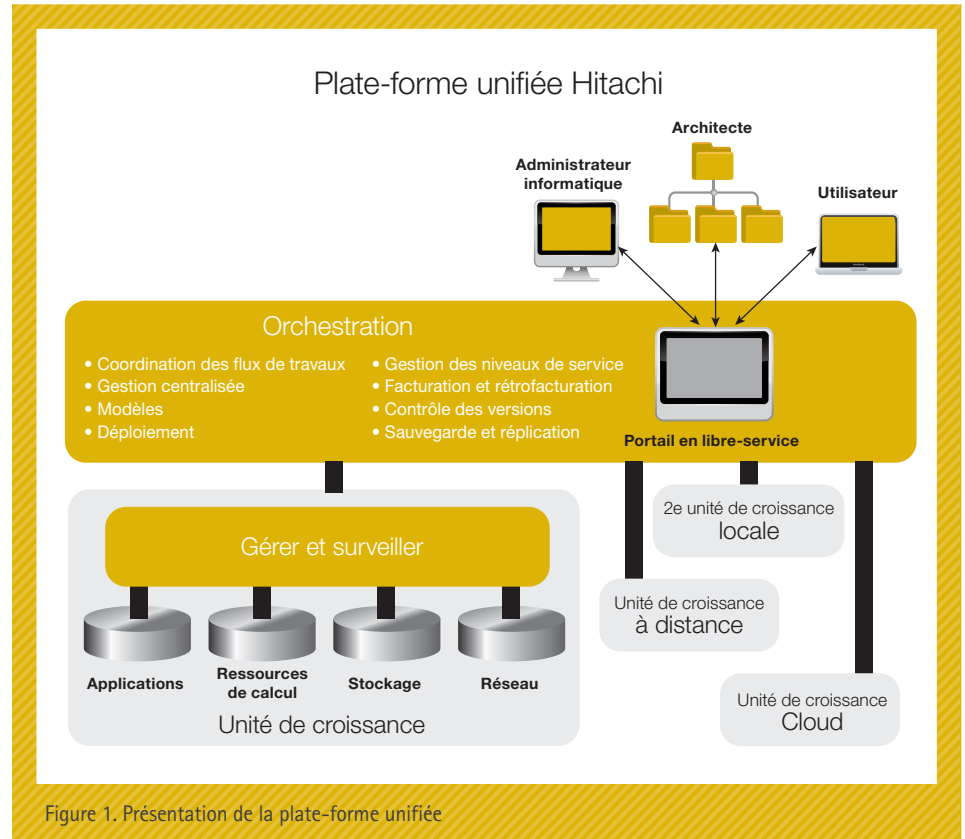 Plate-forme unifiée Hitachi
Architecte
Administrateur
informatique
Utilisateur
Orchestration
• Coordination des flux de travaux
• Gestion centralisée
• Modèles
• Déploiement
• Gestion des niveaux de service
• Facturation et rétrofacturation
• Contrôle des versions
• Sauvegarde et réplication
Portail en libre-service
Gérer et surveiller
Applications
Ressources
de calcul
Stockage
Réseau
Unité de croissance
2e unité de croissance
locale
Unité de croissance
à distance
Unité de croissance
Cloud
Figure 1. Présentation de la plate-forme unifiée